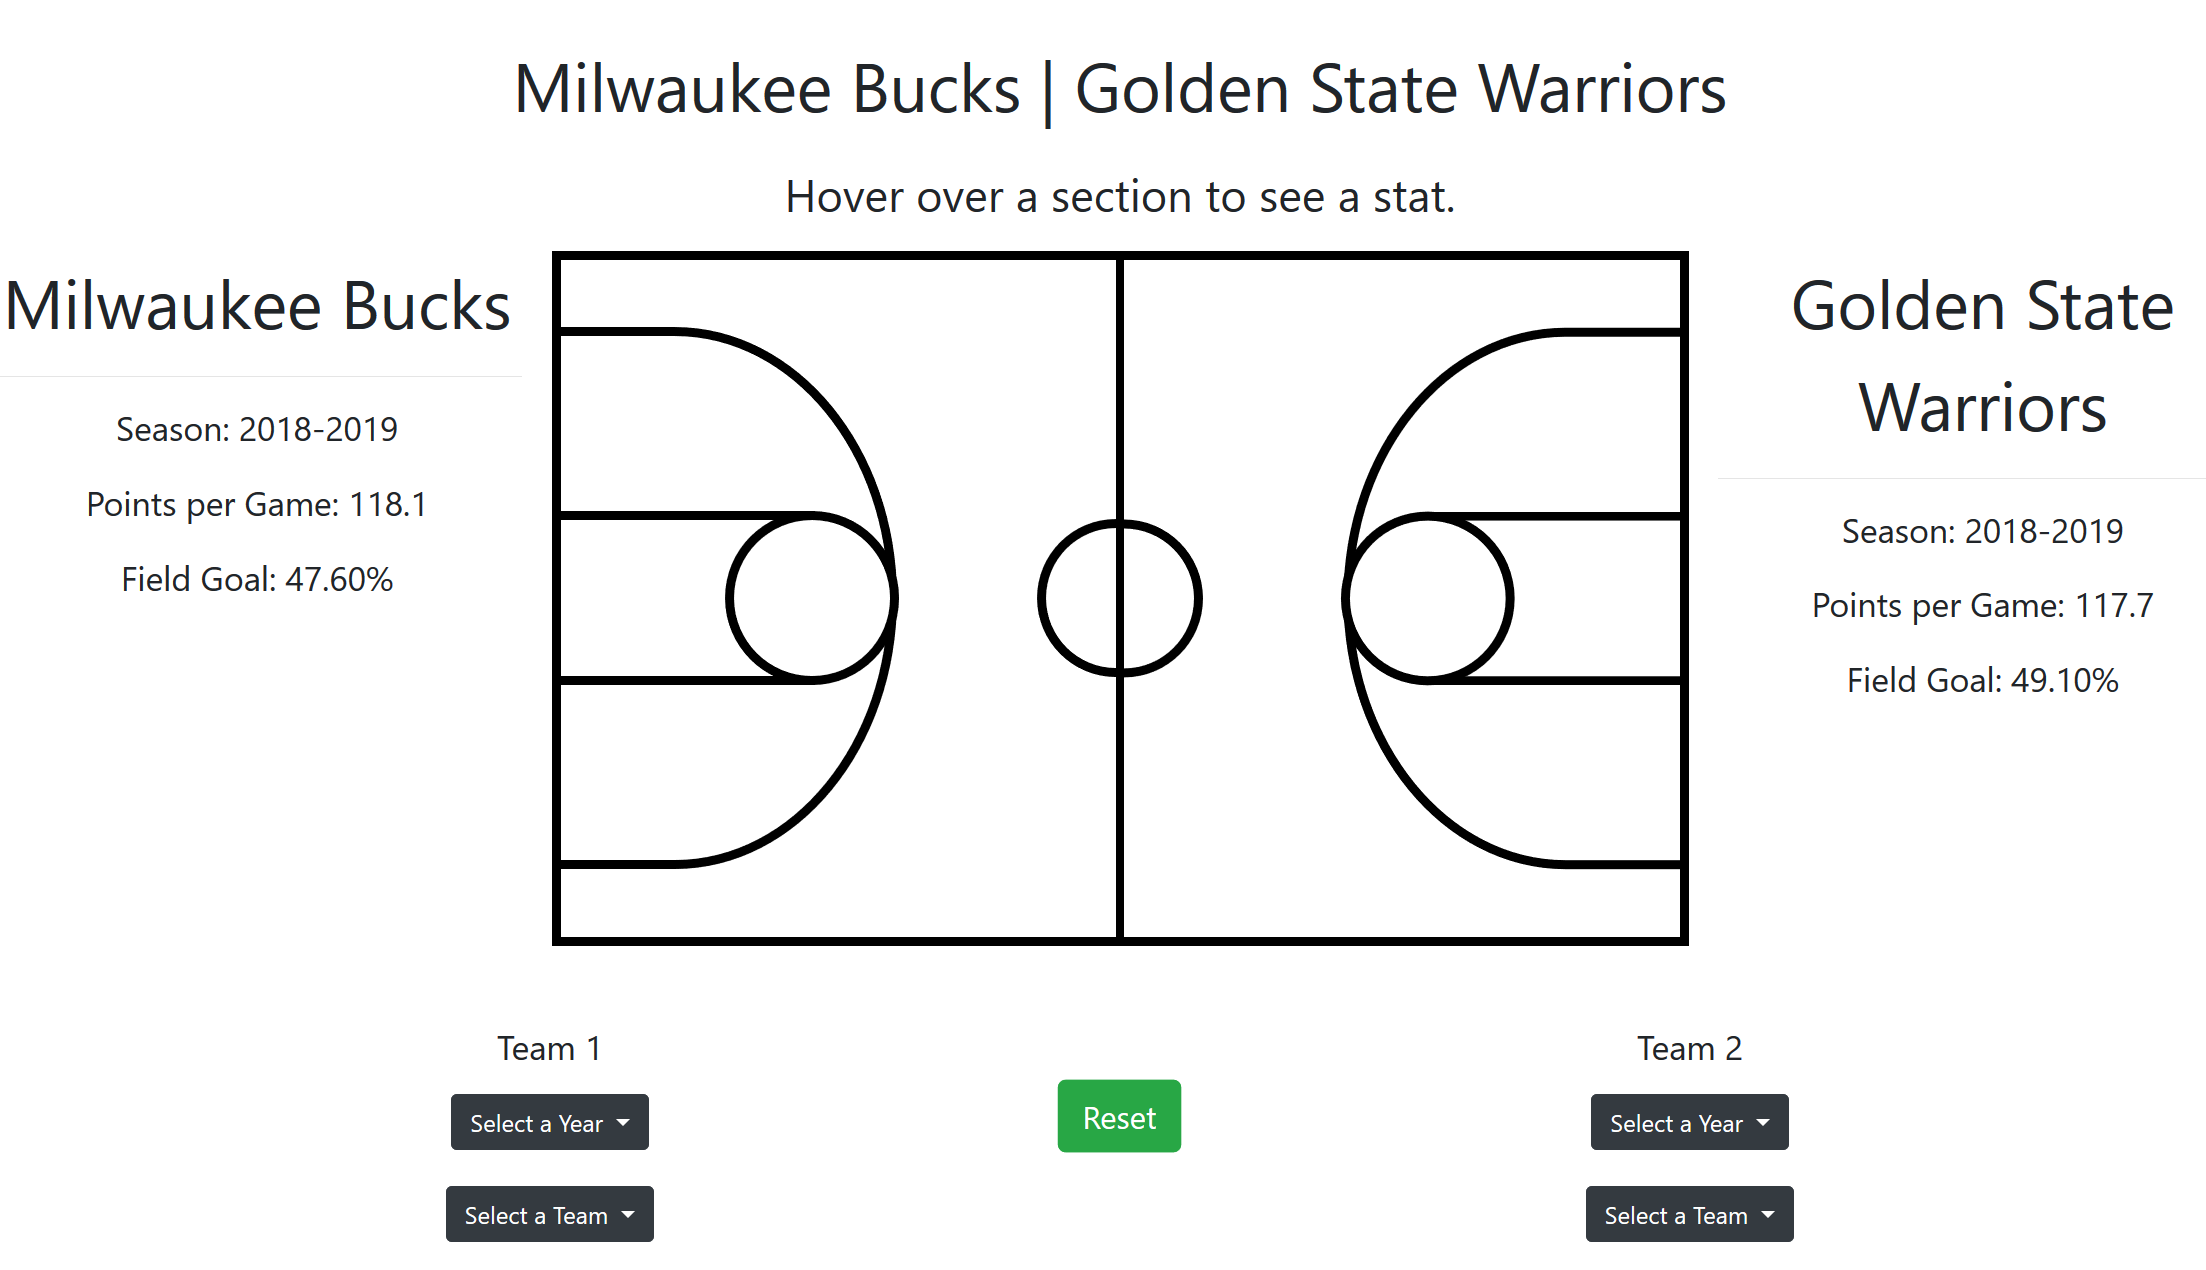 Milwaukee Bucks | Golden State Warriors
Hover over a section to see a stat.
Milwaukee Bucks
Season: 2018-2019
Points per Game: 118.1
Field Goal: 47.60%
Golden State
Warriors
Season: 2018-2019
Points per Game: 117.7
Field Goal: 49.10%
Team 1
Select a Year
Select a Team
Reset
Team 2
Select a Year
Select a Team